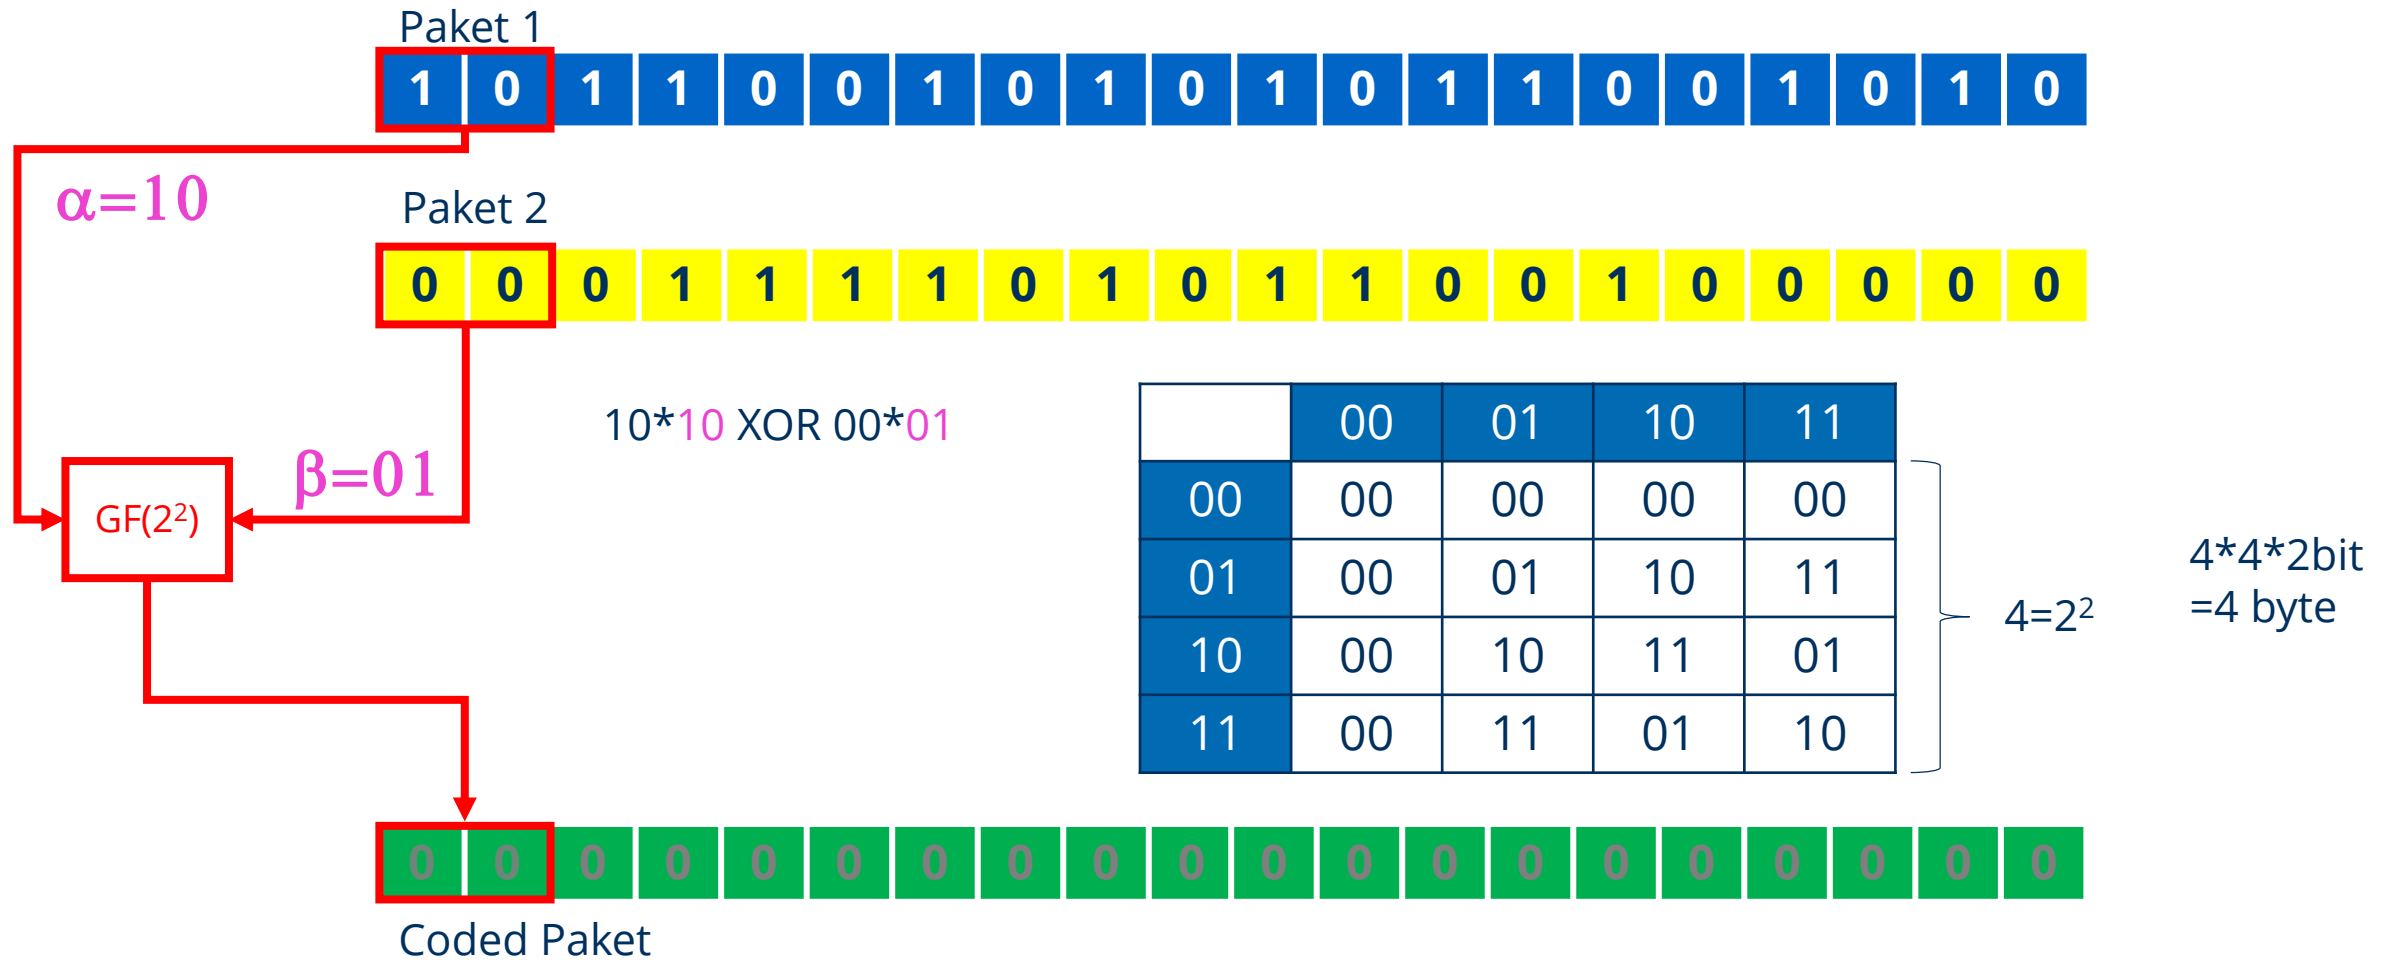 Paket 1
1 0 1 1 0 0 1 0 1 0 1 0 1 1 0 0 1 0 1 0
α=10
Paket 2
0 0 0 1 1 1 1 0 1 0 1 1 0 0 1 0 0 0 0 0
10*10 XOR 00*01
β=01
GF(2²)
00 01 10 11
00 00 00 00 00
01 00 01 10 11
10 00 10 11 01
11 00 11 01 10
4=2²
4*4*2bit
=4 byte
0 0 0 0 0 0 0 0 0 0 0 0 0 0 0 0 0 0 0 0
Coded Paket